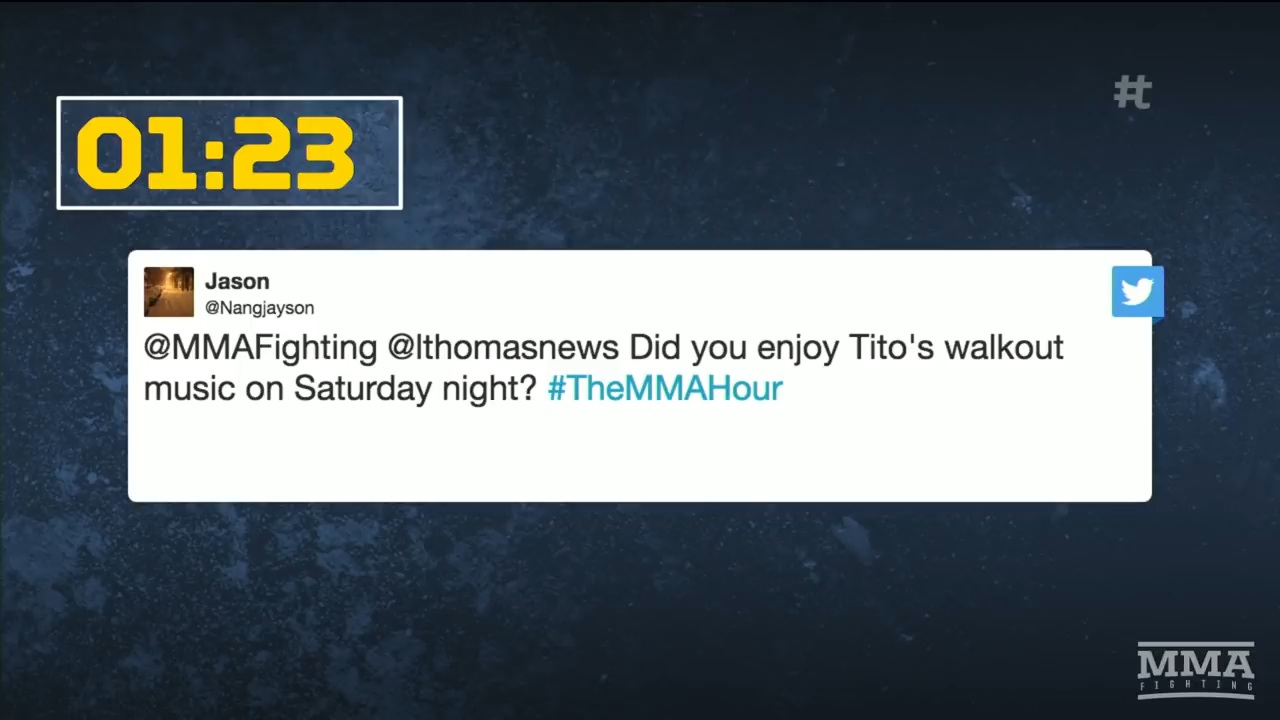 #t
01:23
Jason
@Nangjayson
@MMAFighting @lthomasnews Did you enjoy Tito's walkout
music on Saturday night? #TheMMAHour
MMA
FIGHTING